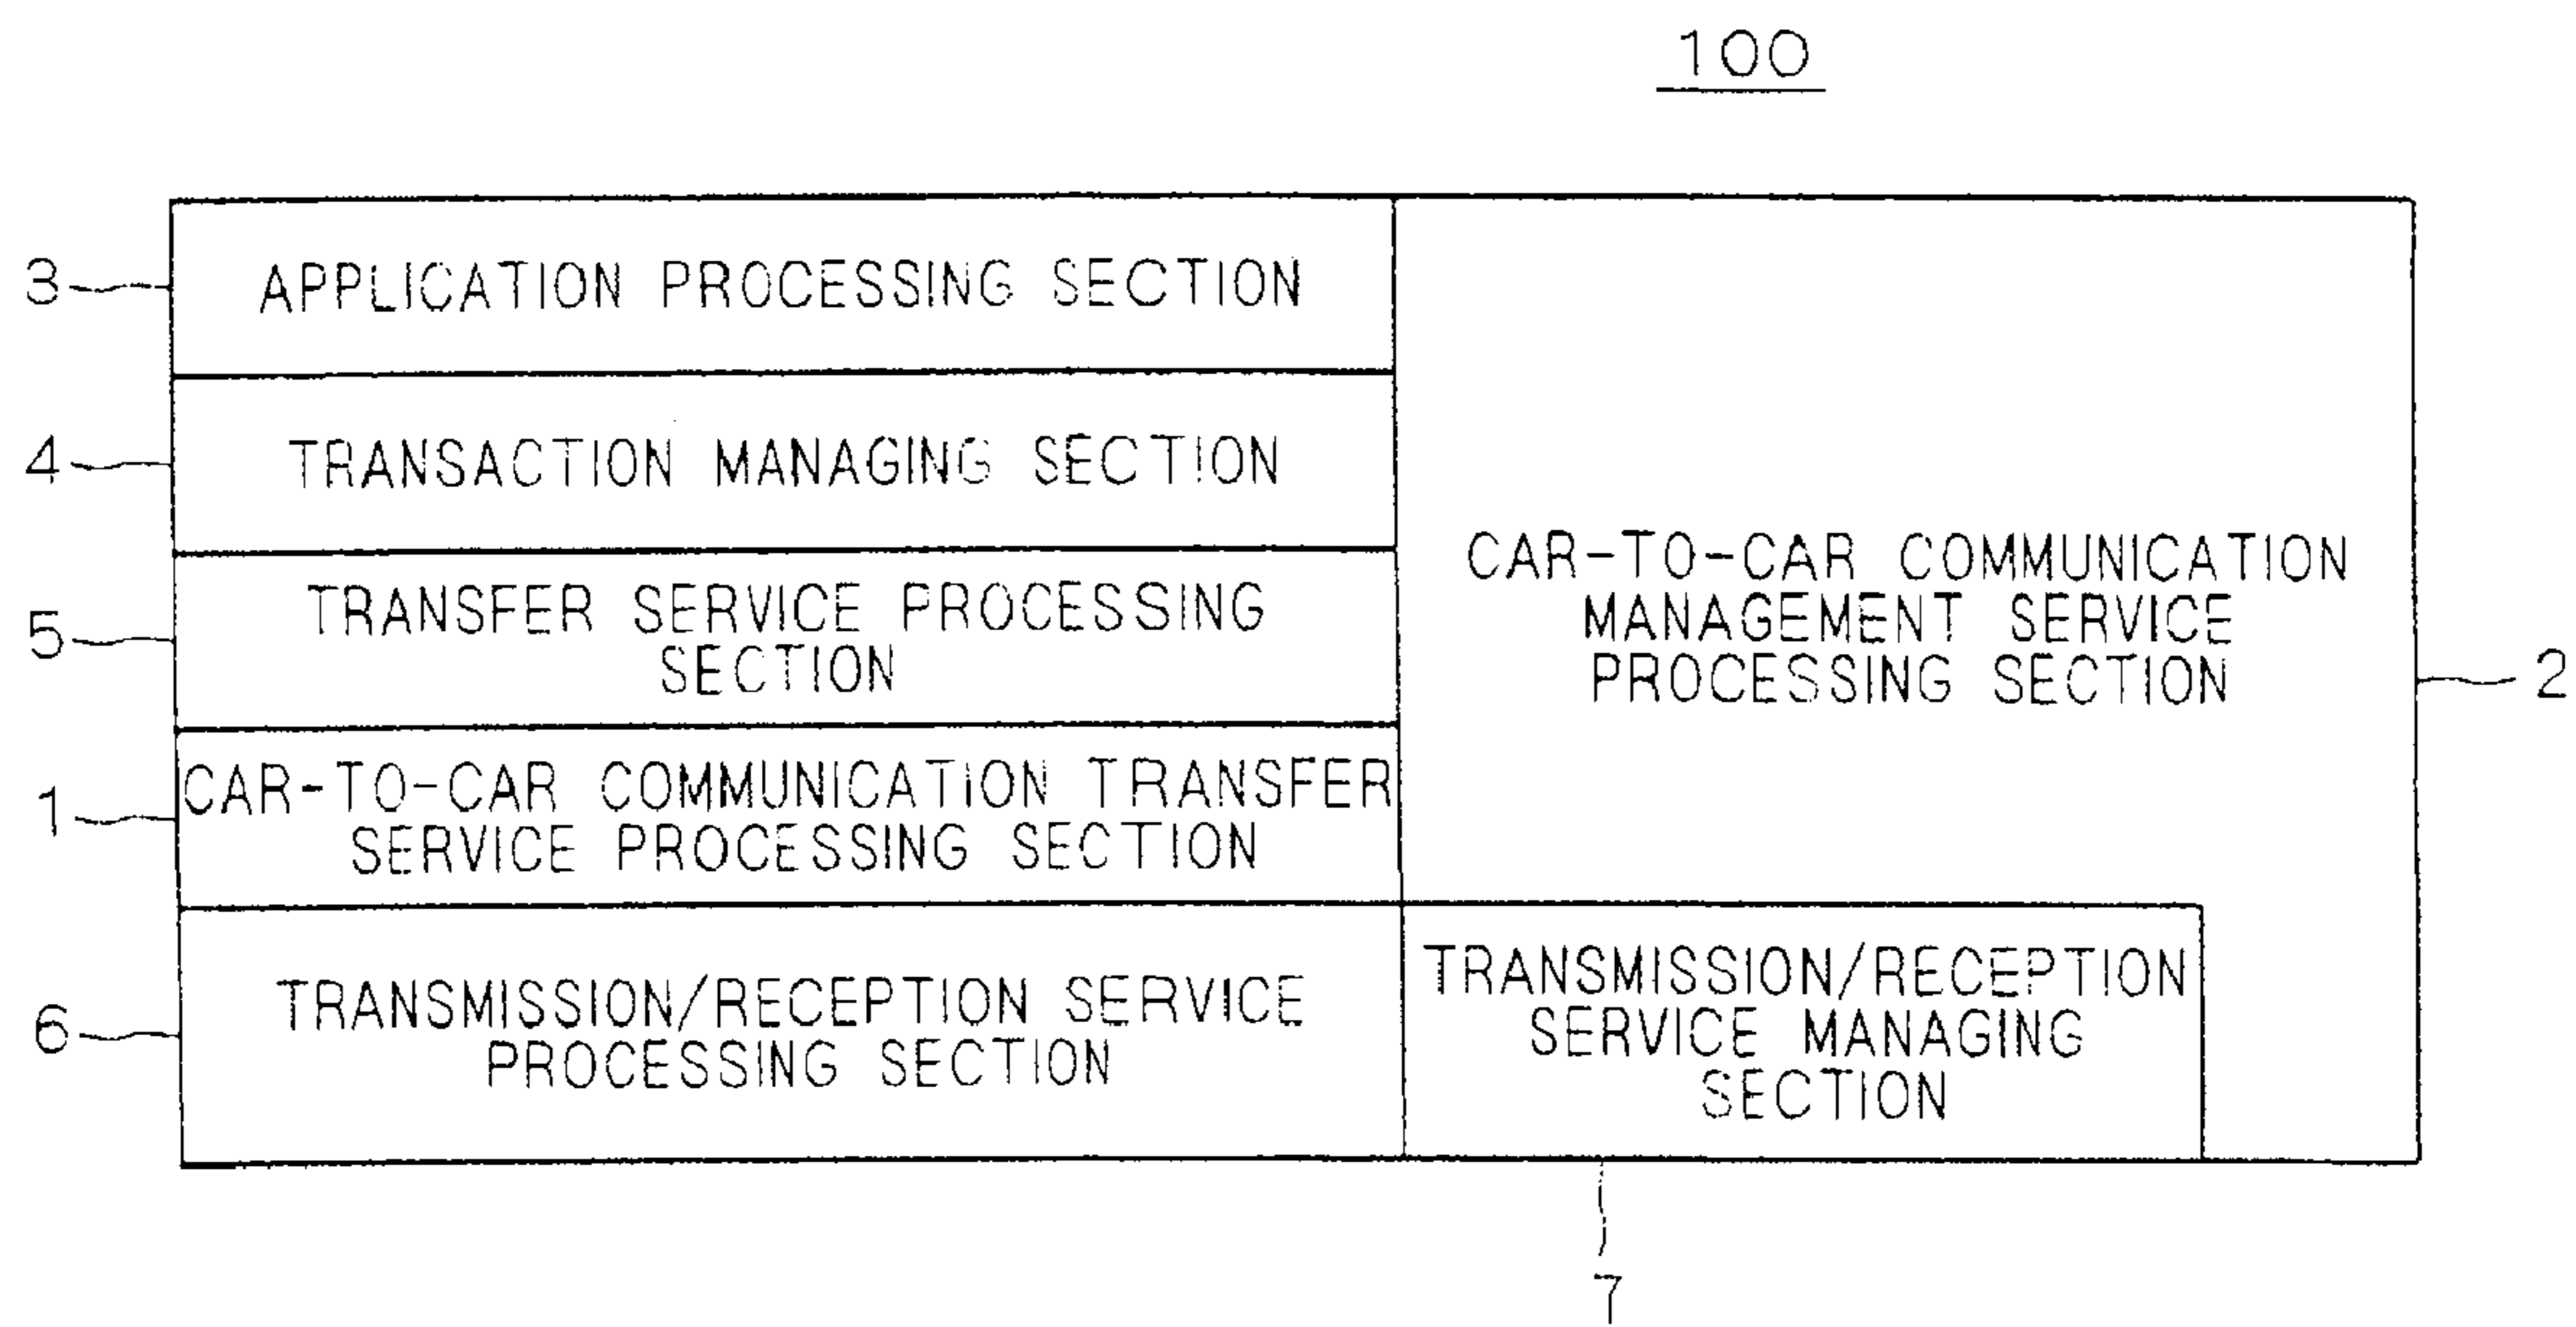 100
3
APPLICATION PROCESSING SECTION
4
TRANSACTION MANAGING SECTION
5
TRANSFER SERVICE PROCESSING
SECTION
1
CAR-TO-CAR COMMUNICATION TRANSFER
SERVICE PROCESSING SECTION
6
TRANSMISSION/RECEPTION SERVICE
PROCESSING SECTION
CAR-TO-CAR COMMUNICATION
MANAGEMENT SERVICE
PROCESSING SECTION
2
TRANSMISSION/RECEPTION
SERVICE MANAGING
SECTION
7